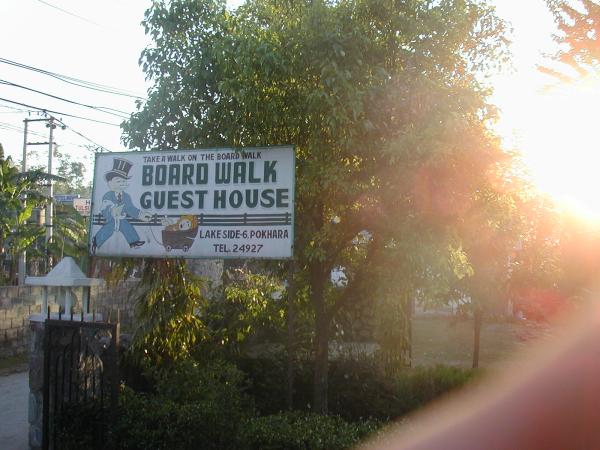 TAKE A WALK ON THE BOARD WALK
BOARD WALK
GUEST HOUSE
LAKE SIDE-6, POKHARA
TEL. 24927